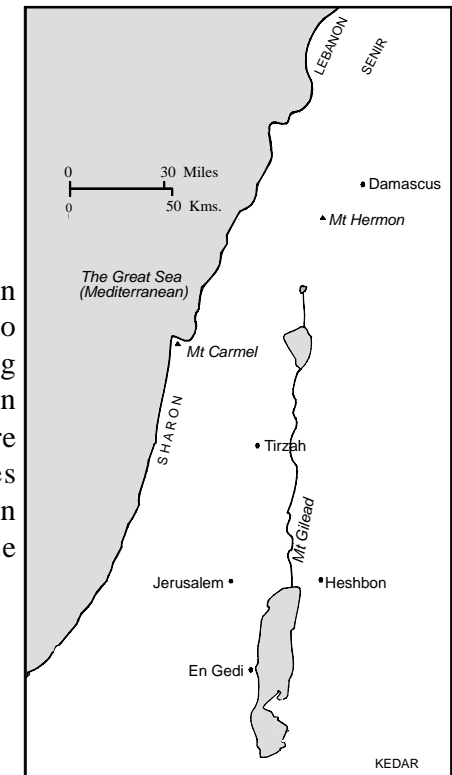 LEBANON
SENIR
0 30 Miles
0 50 Kms.
Damascus
Mt Hermon
The Great Sea
(Mediterranean)
Mt Carmel
SHARON
Tirzah
Mt Gilead
Jerusalem
Heshbon
En Gedi
KEDAR